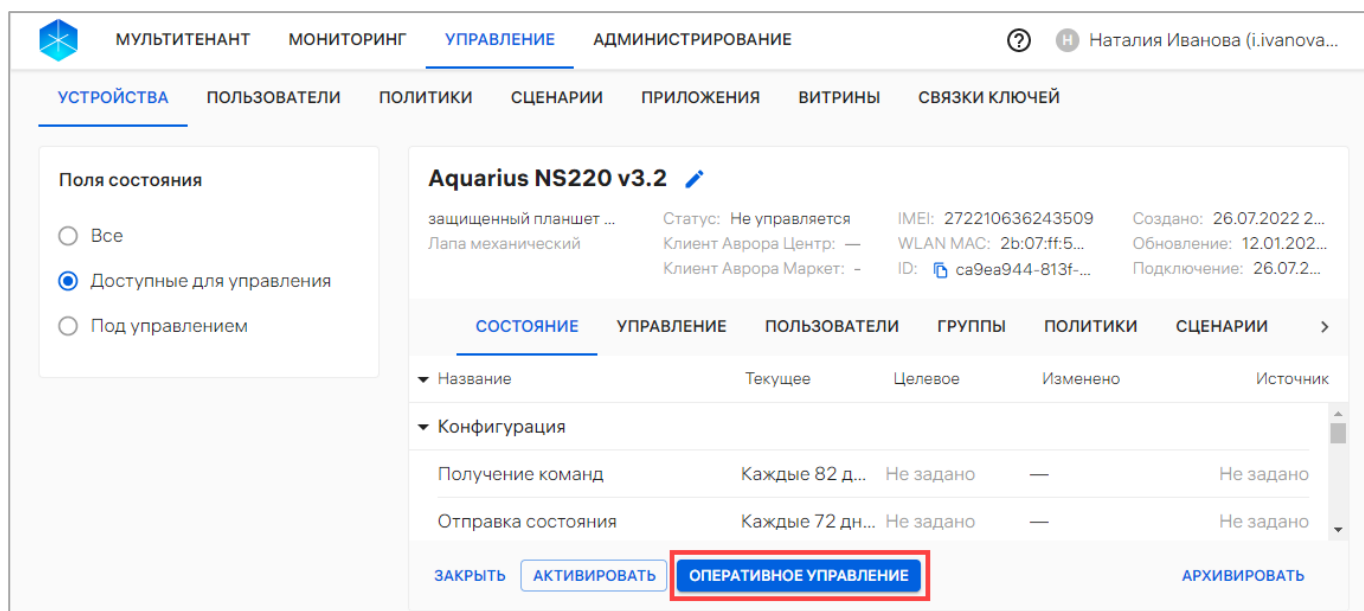 МУЛЬТИТЕНАНТ МОНИТОРИНГ УПРАВЛЕНИЕ АДМИНИСТРИРОВАНИЕ ? Н Наталия Иванова (i.ivanova...
УСТРОЙСТВА ПОЛЬЗОВАТЕЛИ ПОЛИТИКИ СЦЕНАРИИ ПРИЛОЖЕНИЯ ВИТРИНЫ СВЯЗКИ КЛЮЧЕЙ
Поля состояния
Все
Доступные для управления
Под управлением
Aquarius NS220 v3.2
защищенный планшет ... Статус: Не управляется IMEI: 272210636243509 Создано: 26.07.2022 2...
Лапа механический Клиент Аврора Центр: — WLAN MAC: 2b:07:ff:5... Обновление: 12.01.202...
Клиент Аврора Маркет: - ID: ca9ea944-813f-... Подключение: 26.07.2...
СОСТОЯНИЕ УПРАВЛЕНИЕ ПОЛЬЗОВАТЕЛИ ГРУППЫ ПОЛИТИКИ СЦЕНАРИИ
Название Текущее Целевое Изменено Источник
Конфигурация
Получение команд Каждые 82 д... Не задано — Не задано
Отправка состояния Каждые 72 дн... Не задано — Не задано
ЗАКРЫТЬ АКТИВИРОВАТЬ ОПЕРАТИВНОЕ УПРАВЛЕНИЕ АРХИВИРОВАТЬ